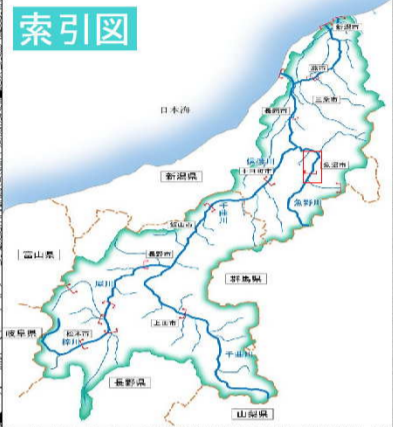 索引図
新潟市
燕市
三条市
日本海
長岡市
信濃川
魚沼市
十日町市
新潟県
魚野川
千曲川
飯山市
長野市
富山県
群馬県
犀川
上田市
岐阜県
松本市
梓川
千曲川
長野県
山梨県